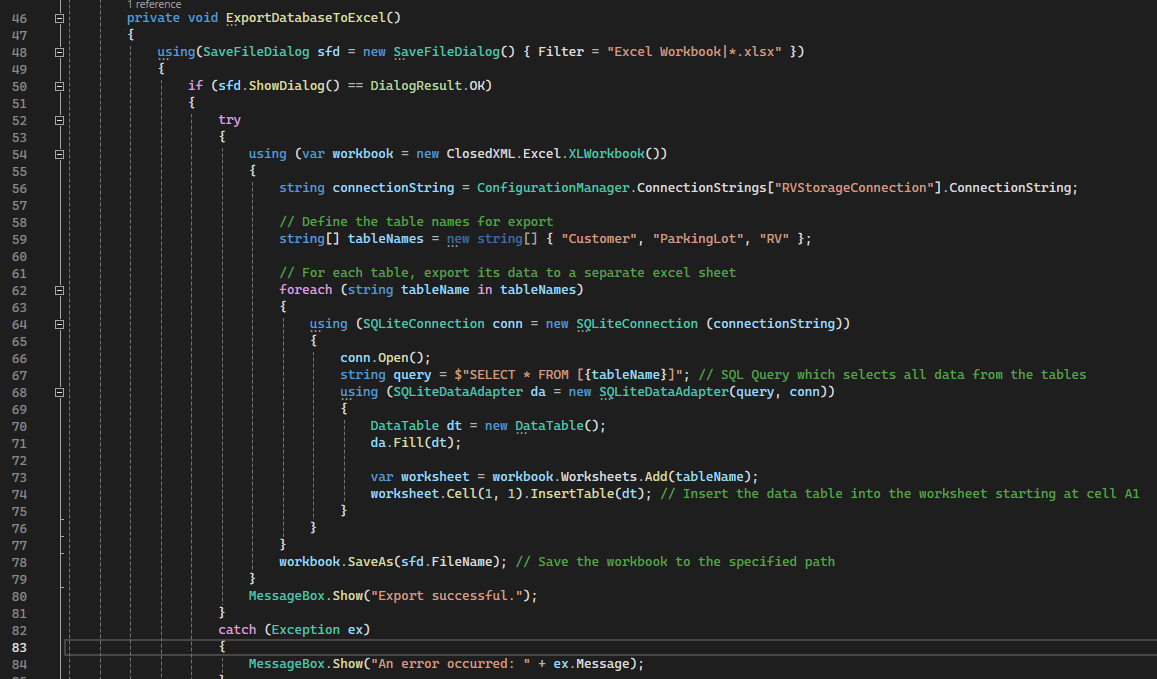 1 reference
46 private void ExportDatabaseToExcel()
47 {
48 using(SaveFileDialog sfd = new SaveFileDialog() { Filter = "Excel Workbook|*.xlsx" })
49 {
50 if (sfd.ShowDialog() == DialogResult.OK)
51 {
52 try
53 {
54 using (var workbook = new ClosedXML.Excel.XLWorkbook())
55 {
56 string connectionString = ConfigurationManager.ConnectionStrings["RVStorageConnection"].ConnectionString;
57
58 // Define the table names for export
59 string[] tableNames = new string[] { "Customer", "ParkingLot", "RV" };
60
61 // For each table, export its data to a separate excel sheet
62 foreach (string tableName in tableNames)
63 {
64 using (SQLiteConnection conn = new SQLiteConnection (connectionString))
65 {
66 conn.Open();
67 string query = $"SELECT * FROM [{tableName}]"; // SQL Query which selects all data from the tables
68 using (SQLiteDataAdapter da = new SQLiteDataAdapter(query, conn))
69 {
70 DataTable dt = new DataTable();
71 da.Fill(dt);
72
73 var worksheet = workbook.Worksheets.Add(tableName);
74 worksheet.Cell(1, 1).InsertTable(dt); // Insert the data table into the worksheet starting at cell A1
75 }
76 }
77 }
78 workbook.SaveAs(sfd.FileName); // Save the workbook to the specified path
79 }
80 MessageBox.Show("Export successful.");
81 }
82 catch (Exception ex)
83 {
84 MessageBox.Show("An error occurred: " + ex.Message);